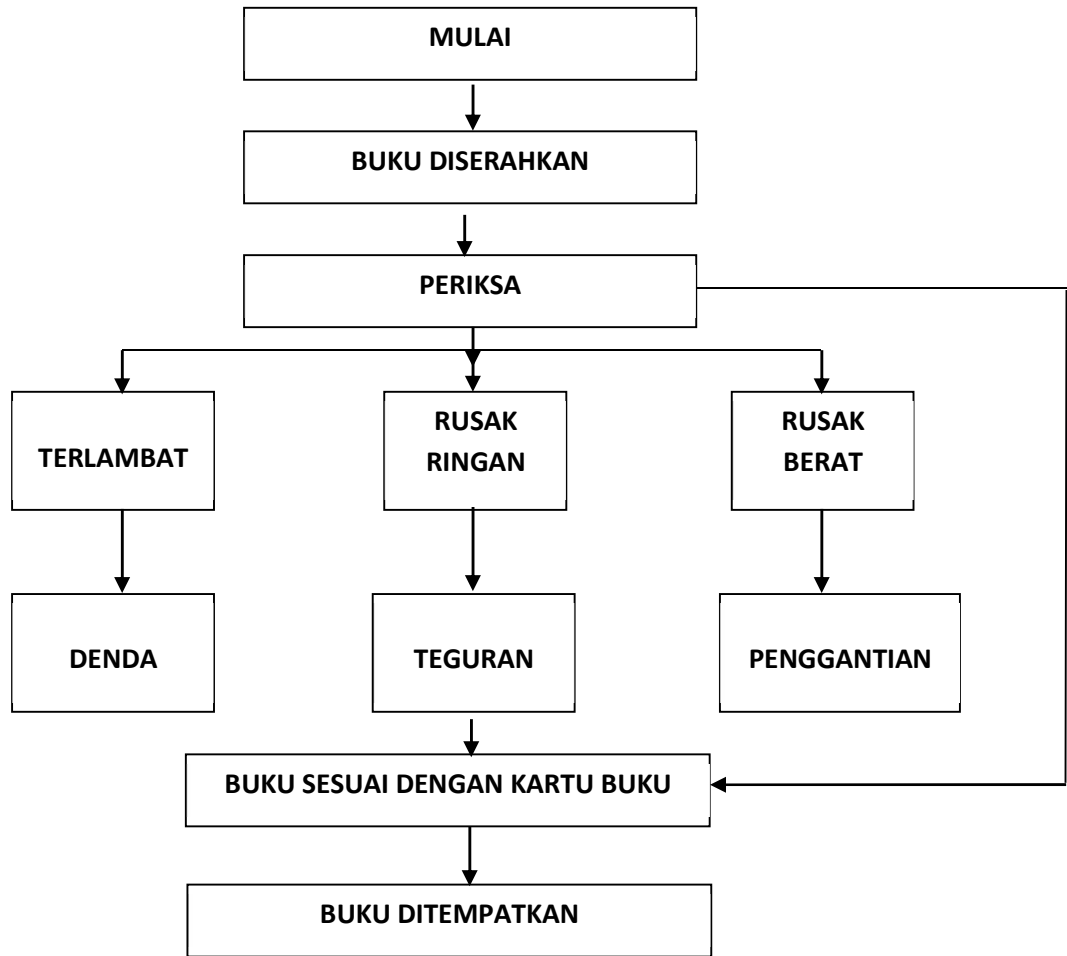 MULAI
BUKU DISERAHKAN
PERIKSA
TERLAMBAT
RUSAK
RINGAN
RUSAK
BERAT
DENDA
TEGURAN
PENGGANTIAN
BUKU SESUAI DENGAN KARTU BUKU
BUKU DITEMPATKAN